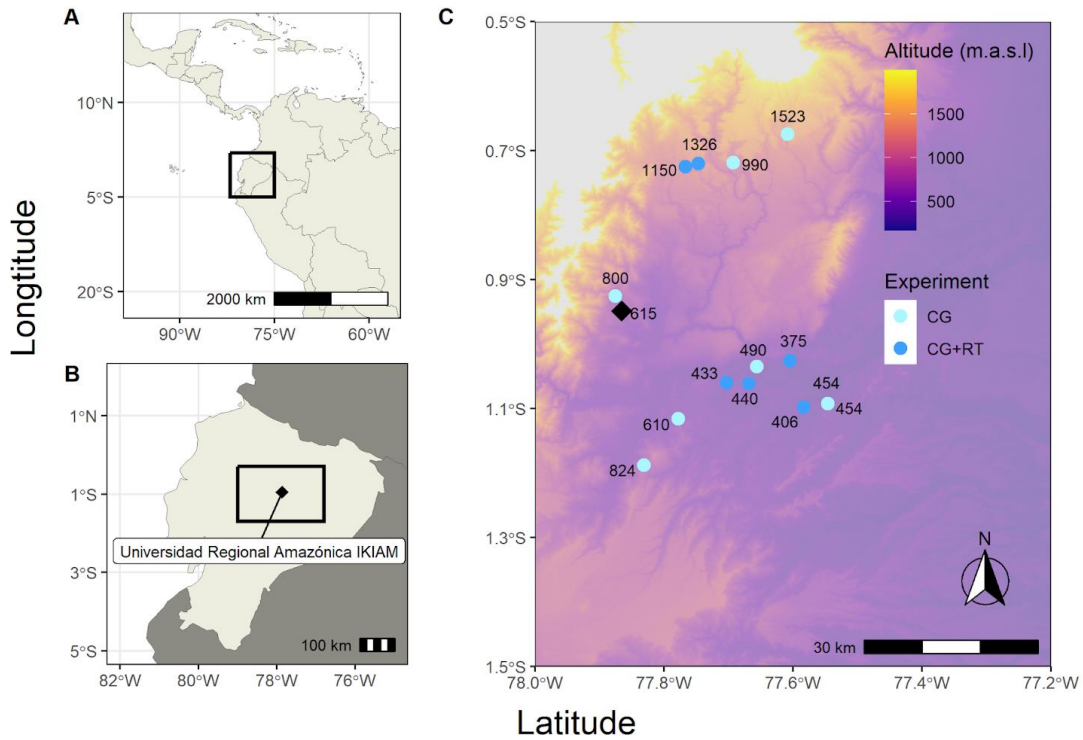 A
10°N
5°S
20°S
2000 km
90°W 75°W 60°W
Longtitude
B
1°N
1°S
3°S
5°S
Universidad Regional Amazónica IKIAM
100 km
82°W 80°W 78°W 76°W
C
0.5°S
0.7°S
0.9°S
1.1°S
1.3°S
1.5°S
Altitude (m.a.s.l)
1500
1000
500
Experiment
CG
CG+RT
1523
1326
1150
990
800
615
490
375
433
440
454
454
406
610
824
N
30 km
78.0°W 77.8°W 77.6°W 77.4°W 77.2°W
Latitude